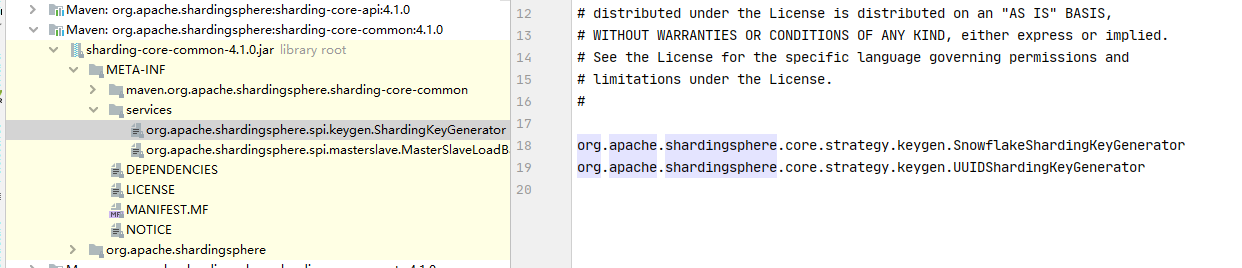 Maven: org.apache.shardingsphere:sharding-core-api:4.1.0
Maven: org.apache.shardingsphere:sharding-core-common:4.1.0
sharding-core-common-4.1.0.jar library root
META-INF
maven.org.apache.shardingsphere.sharding-core-common
services
org.apache.shardingsphere.spi.keygen.ShardingKeyGenerator
org.apache.shardingsphere.spi.masterslave.MasterSlaveLoadB
DEPENDENCIES
LICENSE
MF MANIFEST.MF
NOTICE
org.apache.shardingsphere
12 # distributed under the License is distributed on an "AS IS" BASIS,
13 # WITHOUT WARRANTIES OR CONDITIONS OF ANY KIND, either express or implied.
14 # See the License for the specific language governing permissions and
15 # limitations under the License.
16 #
17
18 org.apache.shardingsphere.core.strategy.keygen.SnowflakeShardingKeyGenerator
19 org.apache.shardingsphere.core.strategy.keygen.UUIDShardingKeyGenerator
20